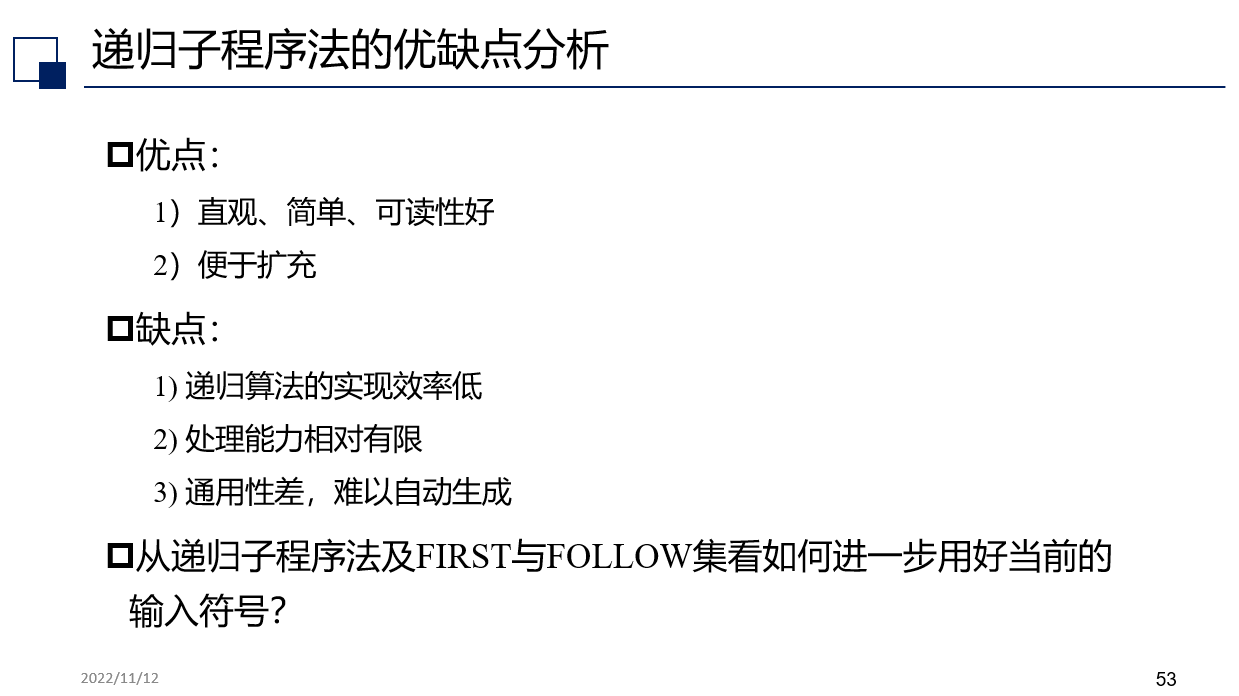 递归子程序法的优缺点分析
优点：
1）直观、简单、可读性好
2）便于扩充
缺点：
1) 递归算法的实现效率低
2) 处理能力相对有限
3) 通用性差，难以自动生成
从递归子程序法及FIRST与FOLLOW集看如何进一步用好当前的
输入符号？
2022/11/12
53